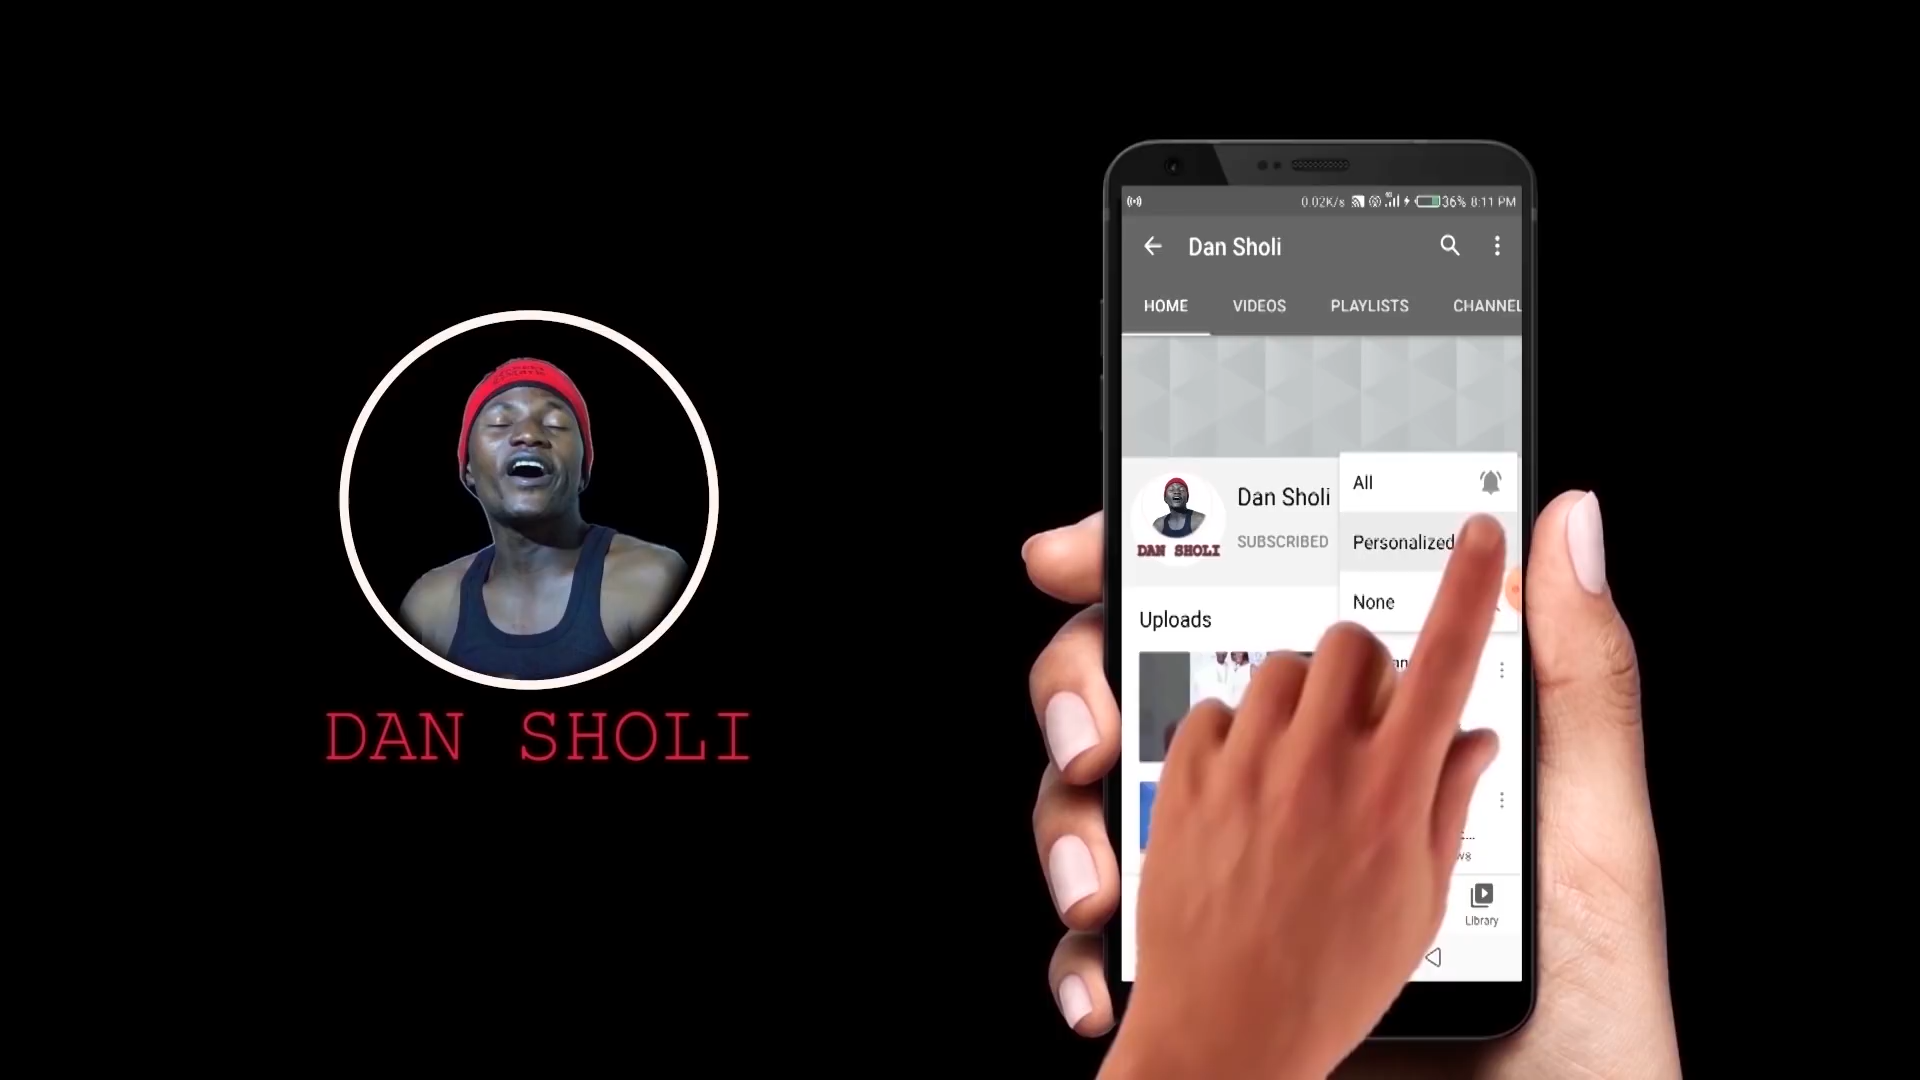 DAN SHOLI
0.02K/s 36% 8:11 PM
Dan Sholi
HOME VIDEOS PLAYLISTS CHANNEL
All
Dan Sholi
SUBSCRIBED
Personalized
DAN SHOLI
None
Uploads
Library